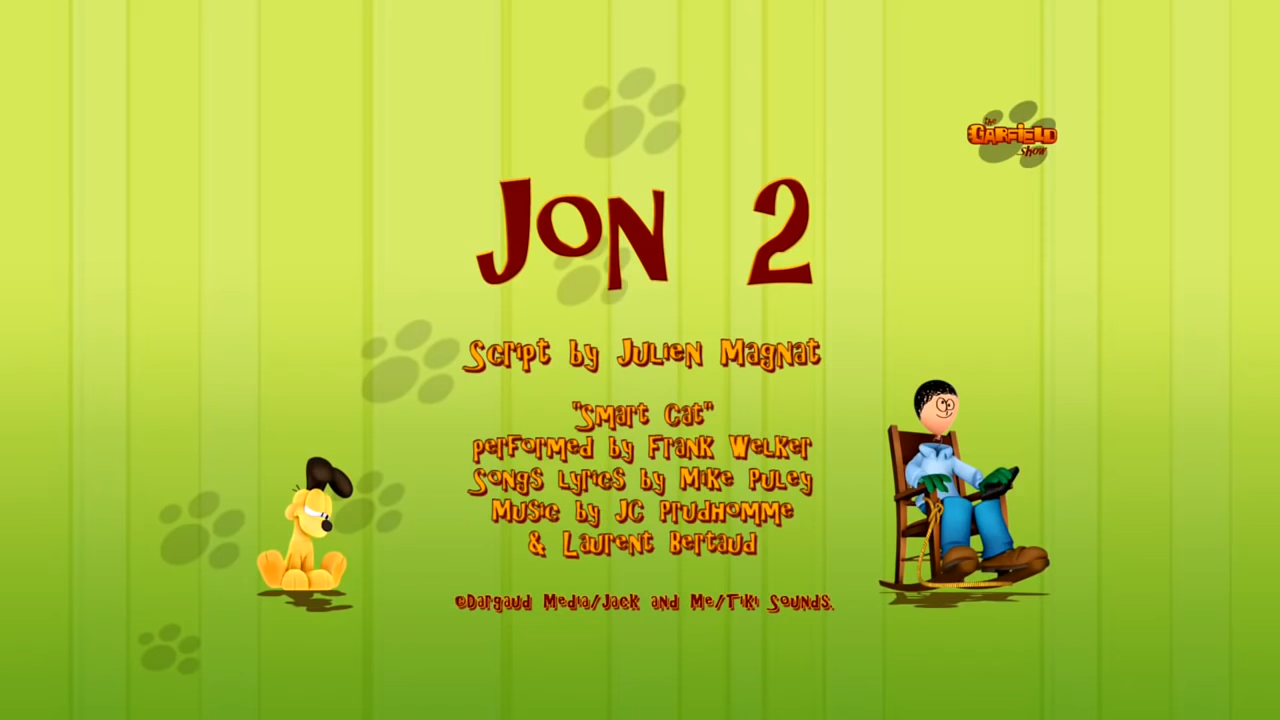 the
GARFIELD
show
Jon 2
Script by Julien Magnat
"Smart Cat"
performed by Frank Welker
Songs lyrics by Mike Puley
Music by JC Prudhomme
& Laurent Bertaud
©Dargaud Media/Jack and Me/Tiki Sounds.